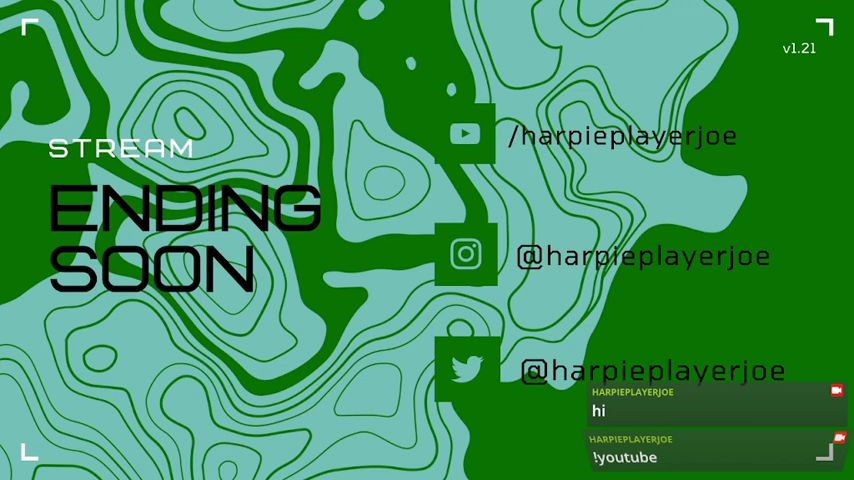 v1.21
STREAM
ENDING
SOON
/harpieplayerjoe
@harpieplayerjoe
@harpieplayerjoe
HARPIEPLAYERJOE
hi
HARPIEPLAYERJOE
!youtube